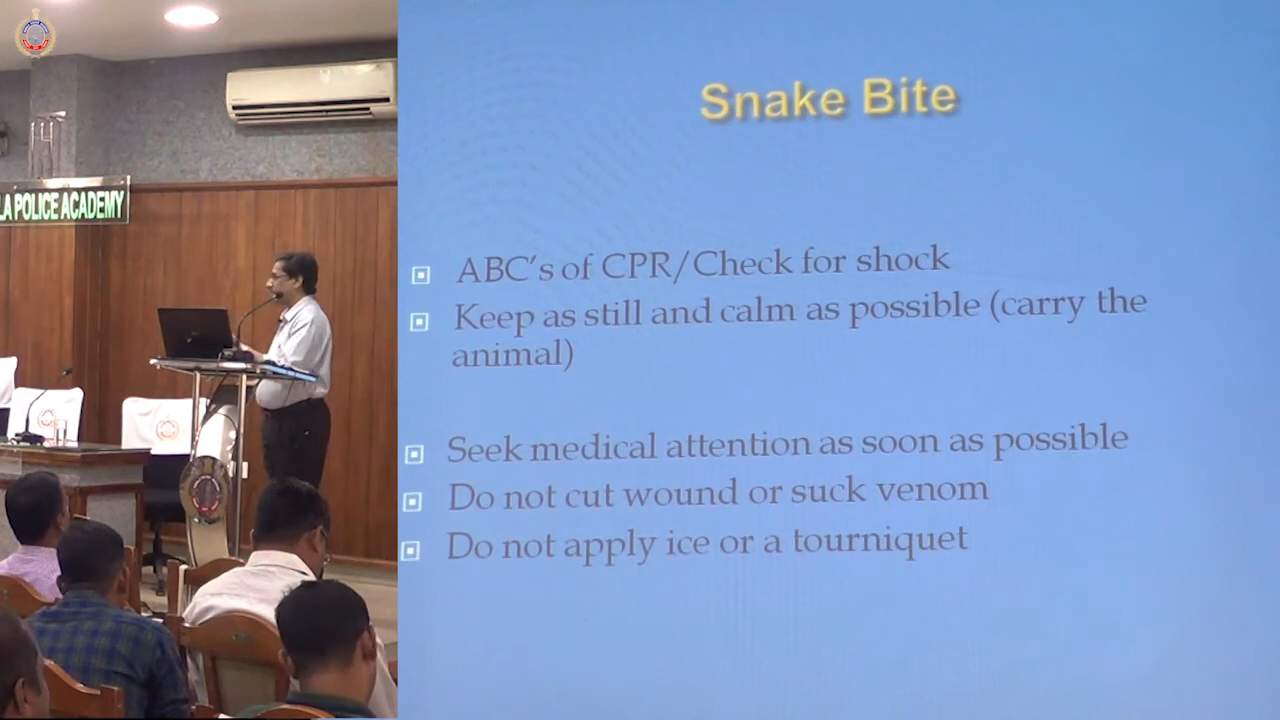 LA POLICE ACADEMY
Snake Bite
ABC's of CPR/Check for shock
Keep as still and calm as possible (carry the
animal)
Seek medical attention as soon as possible
Do not cut wound or suck venom
Do not apply ice or a tourniquet